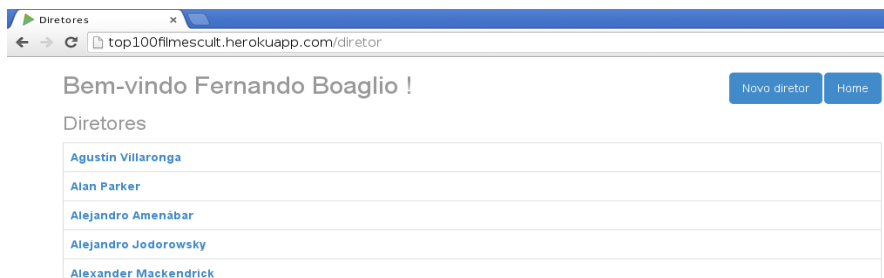 Diretores
top100filmescult.herokuapp.com/diretor
Bem-vindo Fernando Boaglio !
Novo diretor Home
Diretores
Agustín Villaronga
Alan Parker
Alejandro Amenábar
Alejandro Jodorowsky
Alexander Mackendrick